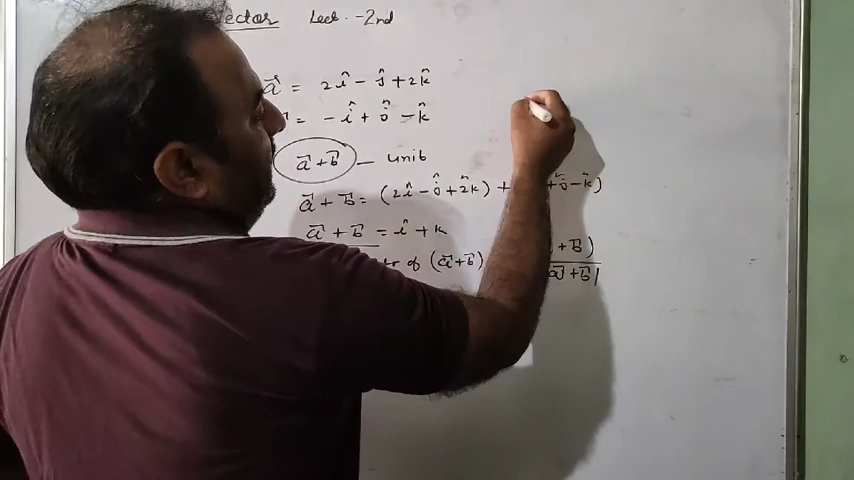 ector Lect. -2nd
a⃗ = 2î - ĵ + 2k̂
= - î + ĵ - k̂
a⃗ + b⃗ — unit
a⃗ + b⃗ = (2î - ĵ + 2k̂) + + ĵ - k̂)
a⃗ + b⃗ = î + k
of (a⃗ + b⃗) + b⃗)
a⃗ + b⃗|